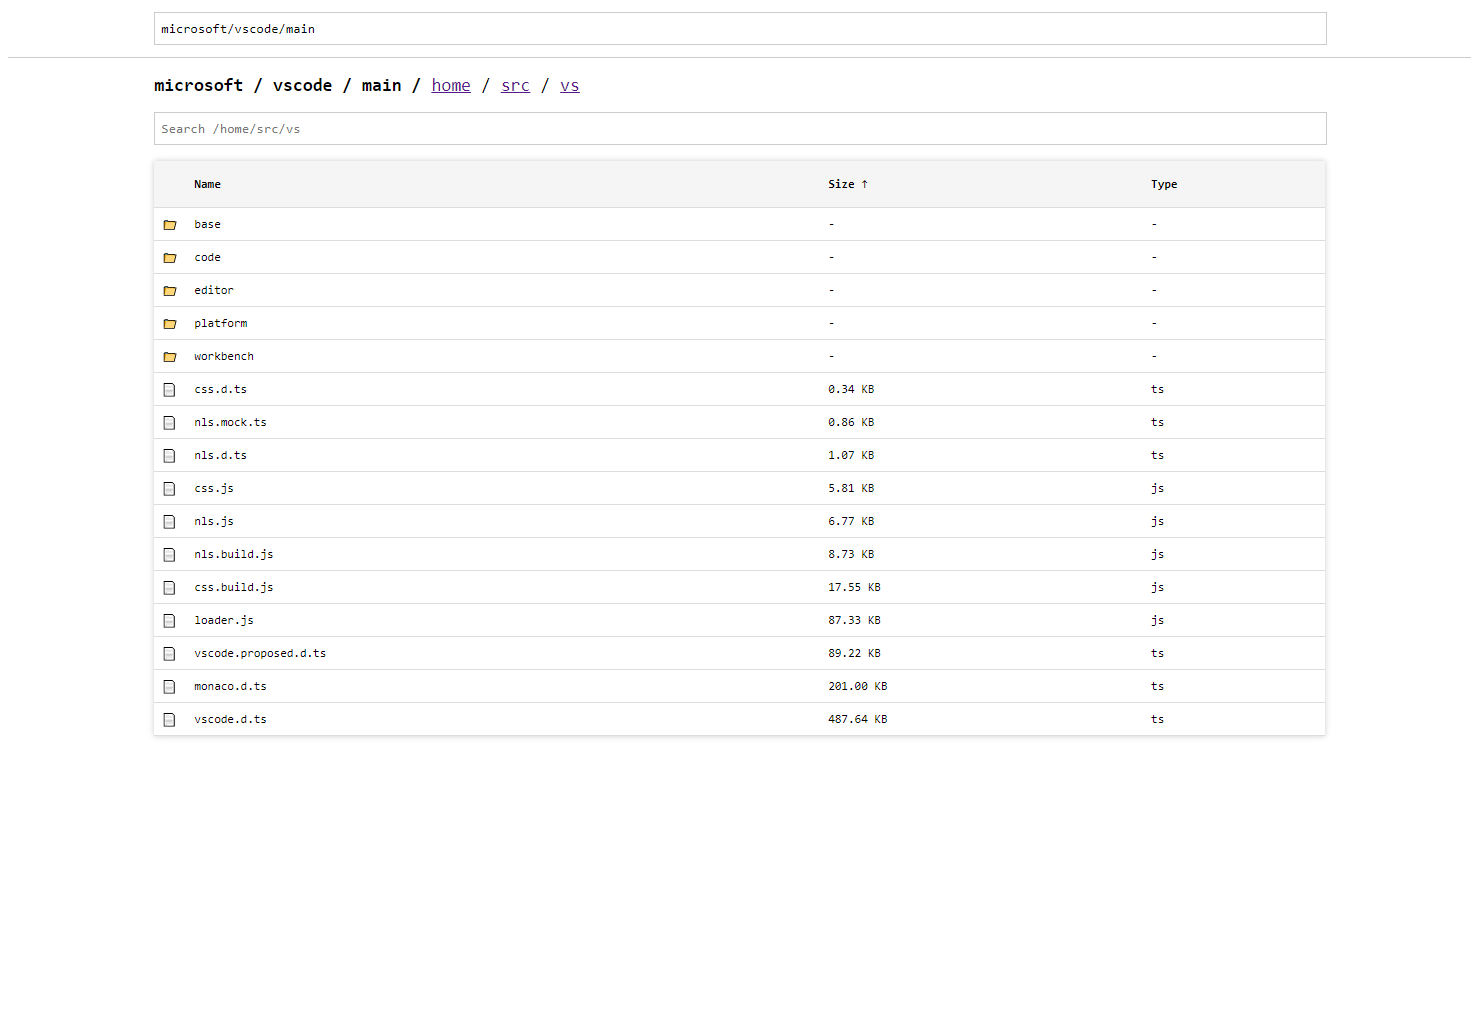 microsoft/vscode/main
microsoft / vscode / main / home / src / vs
Search /home/src/vs
Name Size ↑ Type
base - -
code - -
editor - -
platform - -
workbench - -
css.d.ts 0.34 KB ts
nls.mock.ts 0.86 KB ts
nls.d.ts 1.07 KB ts
css.js 5.81 KB js
nls.js 6.77 KB js
nls.build.js 8.73 KB js
css.build.js 17.55 KB js
loader.js 87.33 KB js
vscode.proposed.d.ts 89.22 KB ts
monaco.d.ts 201.00 KB ts
vscode.d.ts 487.64 KB ts